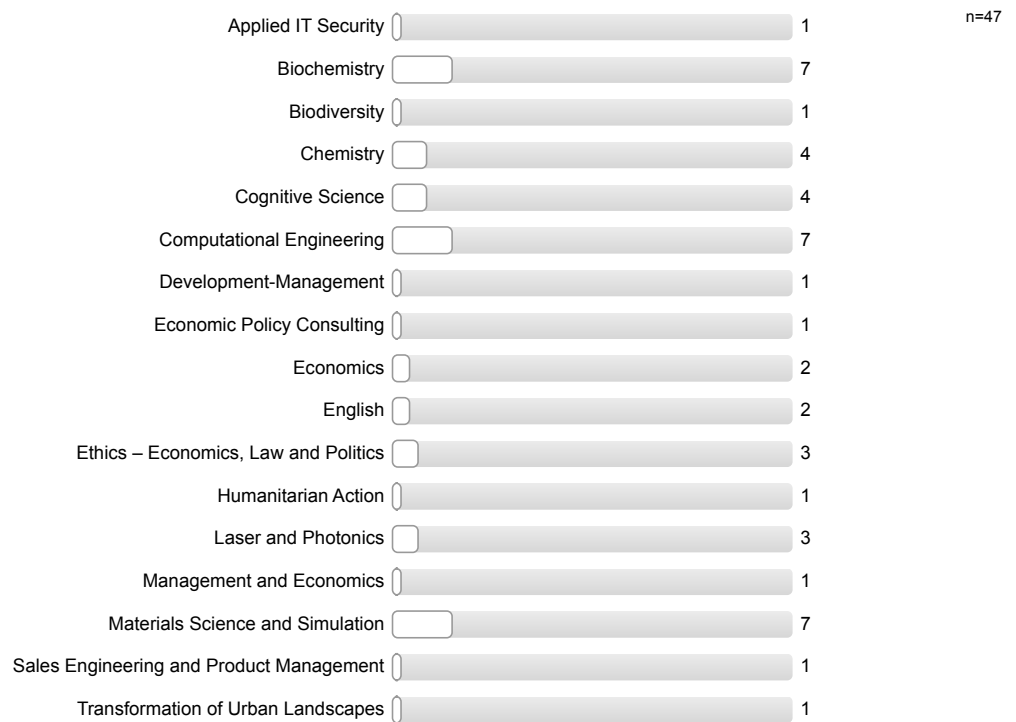 Applied IT Security 1 n=47
Biochemistry 7
Biodiversity 1
Chemistry 4
Cognitive Science 4
Computational Engineering 7
Development-Management 1
Economic Policy Consulting 1
Economics 2
English 2
Ethics – Economics, Law and Politics 3
Humanitarian Action 1
Laser and Photonics 3
Management and Economics 1
Materials Science and Simulation 7
Sales Engineering and Product Management 1
Transformation of Urban Landscapes 1